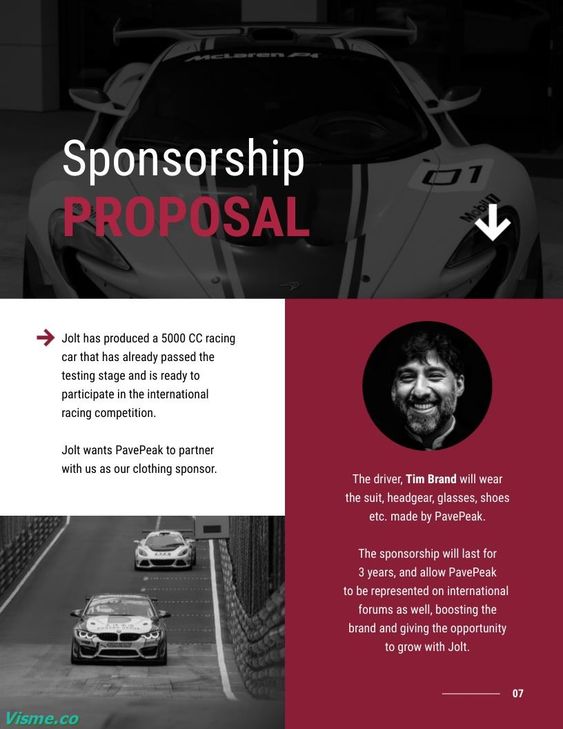 McLaren P1
Sponsorship
PROPOSAL
01
Mobil 1
Jolt has produced a 5000 CC racing
car that has already passed the
testing stage and is ready to
participate in the international
racing competition.
Jolt wants PavePeak to partner
with us as our clothing sponsor.
The driver, Tim Brand will wear
the suit, headgear, glasses, shoes
etc. made by PavePeak.
The sponsorship will last for
3 years, and allow PavePeak
to be represented on international
forums as well, boosting the
brand and giving the opportunity
to grow with Jolt.
07
Visme.co